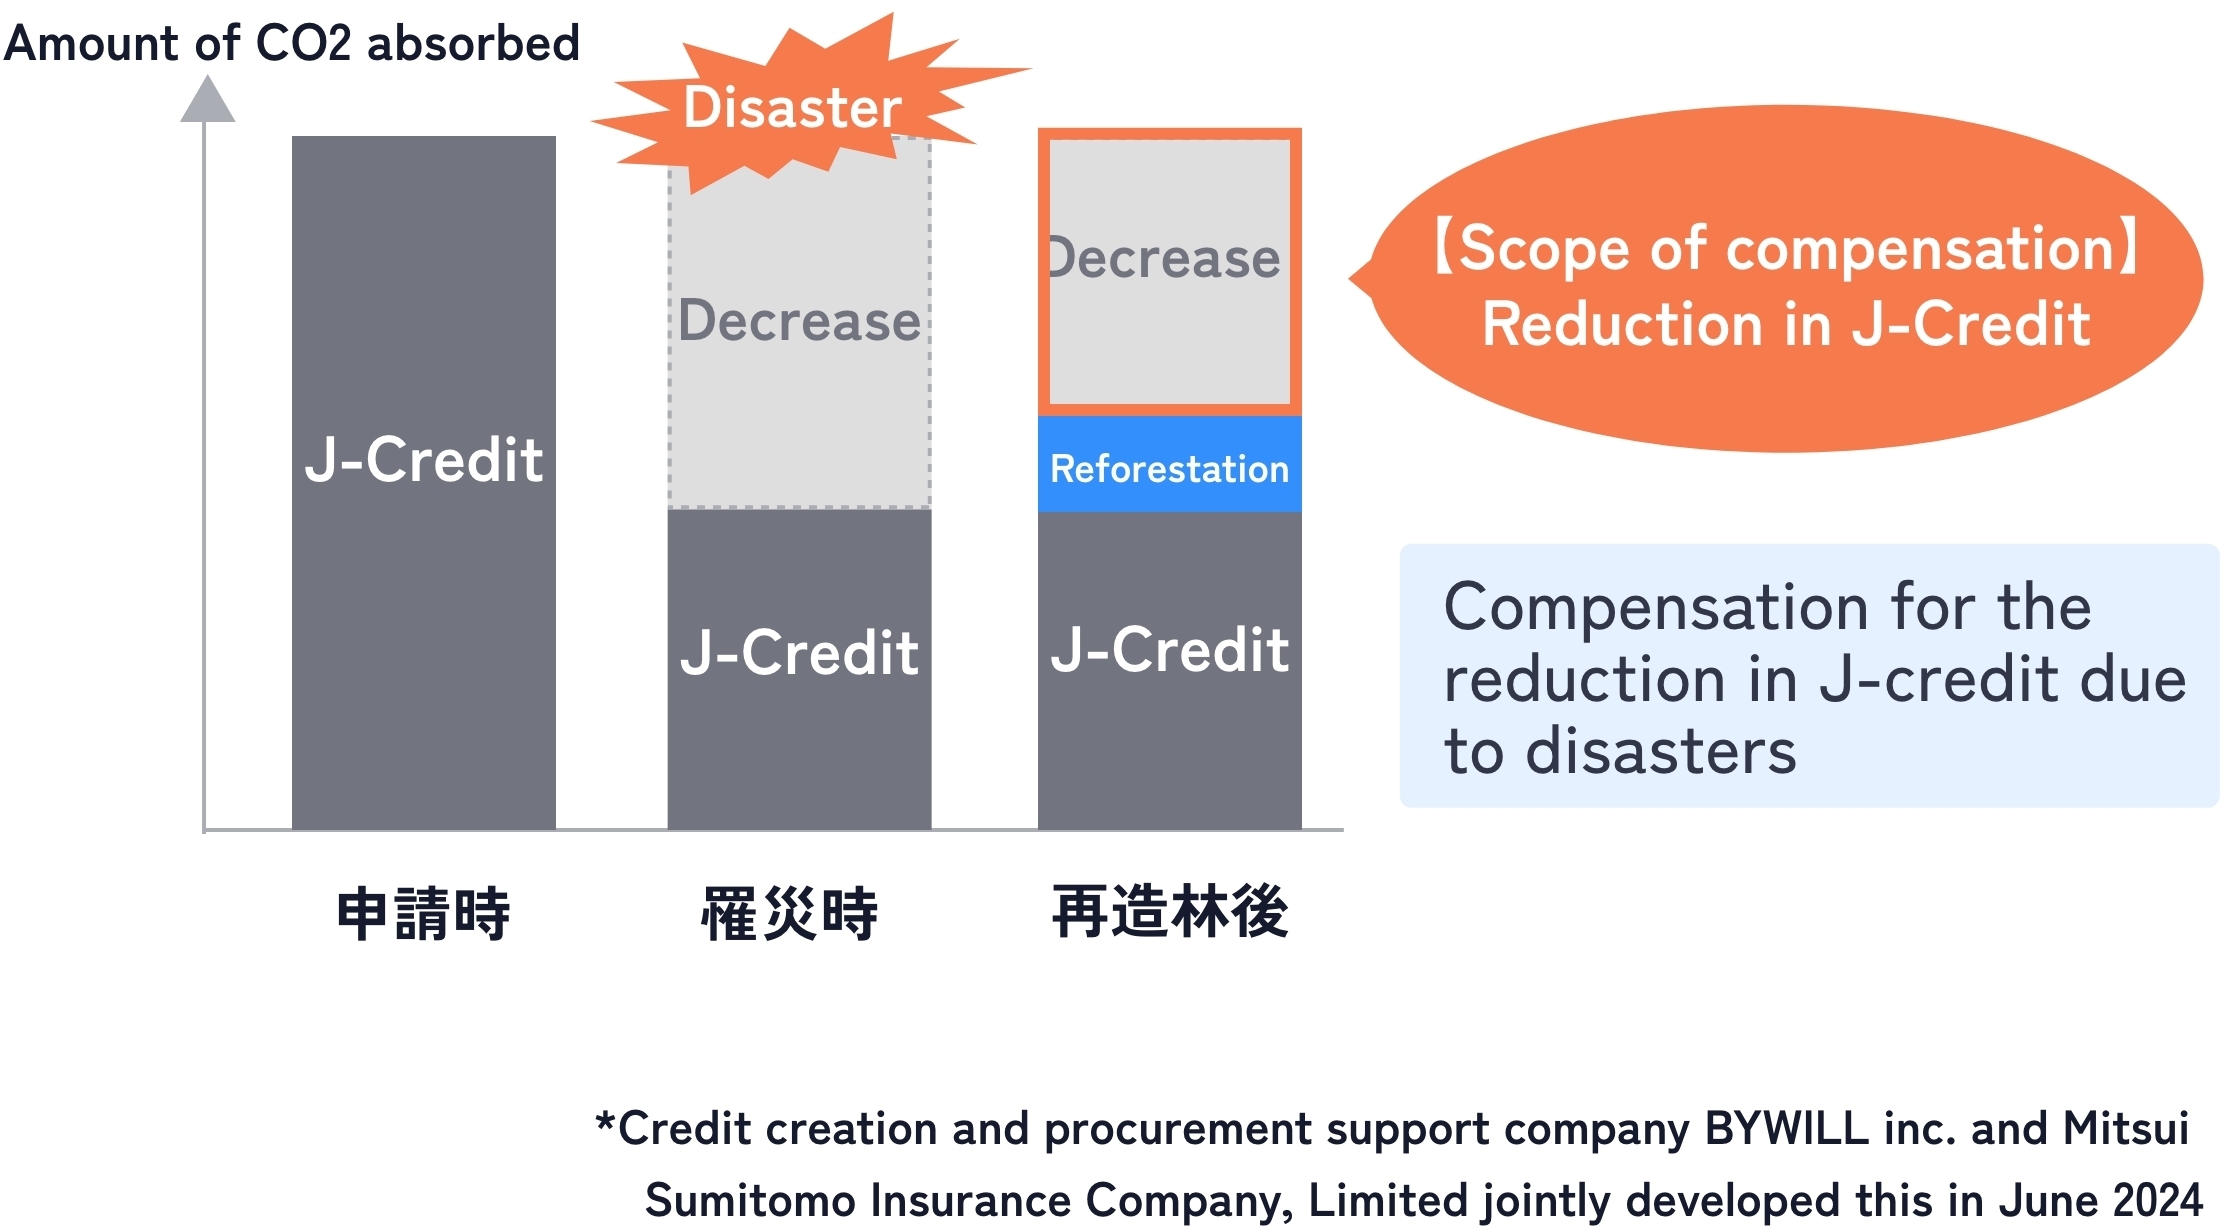 Amount of CO2 absorbed
Disaster
J-Credit
Decrease
J-Credit
Decrease
Reforestation
J-Credit
【Scope of compensation】
Reduction in J-Credit
Compensation for the
reduction in J-credit due
to disasters
申請時
罹災時
再造林後
*Credit creation and procurement support company BYWILL inc. and Mitsui
Sumitomo Insurance Company, Limited jointly developed this in June 2024